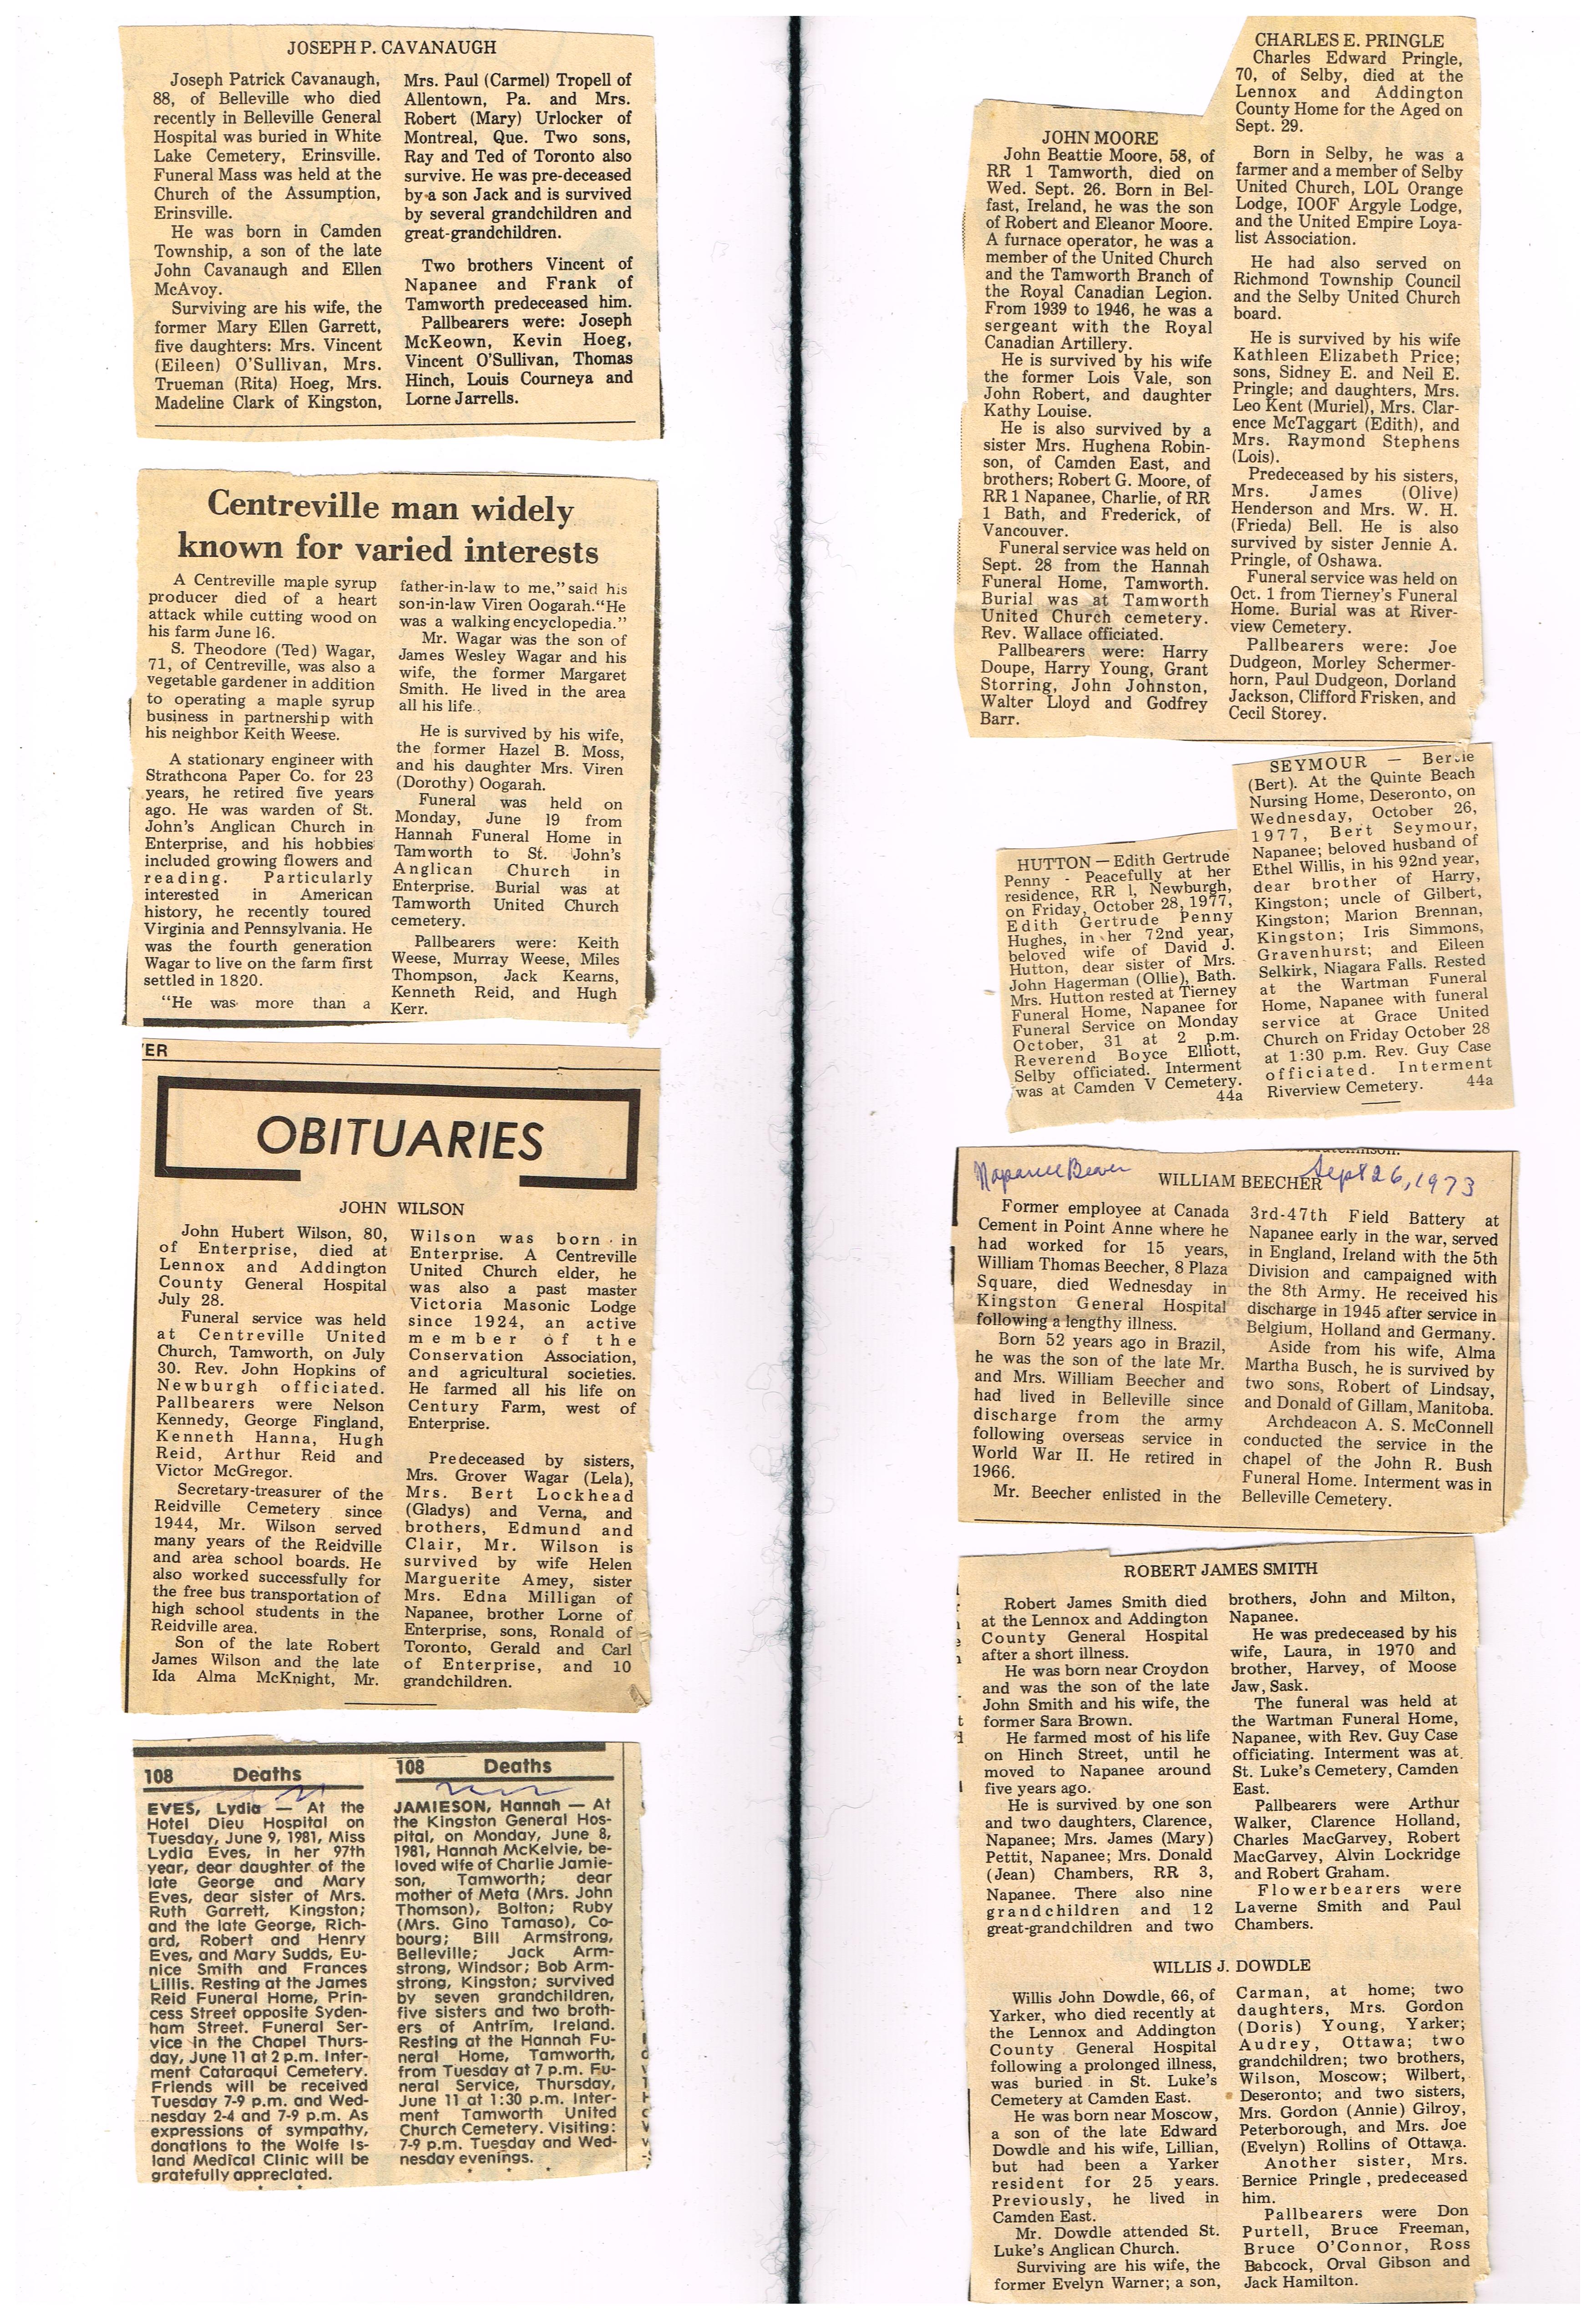 JOSEPH P. CAVANAUGH
Joseph Patrick Cavanaugh,
88, of Belleville who died
recently in Belleville General
Hospital was buried in White
Lake Cemetery, Erinsville.
Funeral Mass was held at the
Church of the Assumption,
Erinsville.
He was born in Camden
Township, a son of the late
John Cavanaugh and Ellen
McAvoy.
Surviving are his wife, the
former Mary Ellen Garrett,
five daughters: Mrs. Vincent
(Eileen) O'Sullivan, Mrs.
Trueman (Rita) Hoeg, Mrs.
Madeline Clark of Kingston,
Mrs. Paul (Carmel) Tropell of
Allentown, Pa. and Mrs.
Robert (Mary) Urlocker of
Montreal, Que. Two sons,
Ray and Ted of Toronto also
survive. He was pre-deceased
by a son Jack and is survived
by several grandchildren and
great-grandchildren.
Two brothers Vincent of
Napanee and Frank of
Tamworth predeceased him.
Pallbearers were: Joseph
McKeown, Kevin Hoeg,
Vincent O'Sullivan, Thomas
Hinch, Louis Courneya and
Lorne Jarrells.
Centreville man widely
known for varied interests
A Centreville maple syrup
producer died of a heart
attack while cutting wood on
his farm June 16.
S. Theodore (Ted) Wagar,
71, of Centreville, was also a
vegetable gardener in addition
to operating a maple syrup
business in partnership with
his neighbor Keith Weese.
A stationary engineer with
Strathcona Paper Co. for 23
years, he retired five years
ago. He was warden of St.
John's Anglican Church in
Enterprise, and his hobbies
included growing flowers and
reading. Particularly
interested in American
history, he recently toured
Virginia and Pennsylvania. He
was the fourth generation
Wagar to live on the farm first
settled in 1820.
"He was more than a
father-in-law to me," said his
son-in-law Viren Oogarah. "He
was a walking encyclopedia."
Mr. Wagar was the son of
James Wesley Wagar and his
wife, the former Margaret
Smith. He lived in the area
all his life.
He is survived by his wife,
the former Hazel B. Moss,
and his daughter Mrs. Viren
(Dorothy) Oogarah.
Funeral was held on
Monday, June 19 from
Hannah Funeral Home in
Tamworth to St. John's
Anglican Church in
Enterprise. Burial was at
Tamworth United Church
cemetery.
Pallbearers were: Keith
Weese, Murray Weese, Miles
Thompson, Jack Kearns,
Kenneth Reid, and Hugh
Kerr.
VER
OBITUARIES
JOHN WILSON
John Hubert Wilson, 80,
of Enterprise, died at
Lennox and Addington
County General Hospital
July 28.
Funeral service was held
at Centreville United
Church, Tamworth, on July
30. Rev. John Hopkins of
Newburgh officiated.
Pallbearers were Nelson
Kennedy, George Fingland,
Kenneth Hanna, Hugh
Reid, Arthur Reid and
Victor McGregor.
Secretary-treasurer of the
Reidville Cemetery since
1944, Mr. Wilson served
many years of the Reidville
and area school boards. He
also worked successfully for
the free bus transportation of
high school students in the
Reidville area.
Son of the late Robert
James Wilson and the late
Ida Alma McKnight, Mr.
Wilson was born in
Enterprise. A Centreville
United Church elder, he
was also a past master
Victoria Masonic Lodge
since 1924, an active
member of the
Conservation Association,
and agricultural societies.
He farmed all his life on
Century Farm, west of
Enterprise.
Predeceased by sisters,
Mrs. Grover Wagar (Lela),
Mrs. Bert Lockhead
(Gladys) and Verna, and
brothers, Edmund and
Clair, Mr. Wilson is
survived by wife Helen
Marguerite Amey, sister
Mrs. Edna Milligan of
Napanee, brother Lorne of
Enterprise, sons, Ronald of
Toronto, Gerald and Carl
of Enterprise, and 10
grandchildren.
108 Deaths
EVES, Lydia — At the
Hotel Dieu Hospital on
Tuesday, June 9, 1981, Miss
Lydia Eves, in her 97th
year, dear daughter of the
late George and Mary
Eves, dear sister of Mrs.
Ruth Garrett, Kingston;
and the late George, Rich-
ard, Robert and Henry
Eves, and Mary Sudds, Eu-
nice Smith and Frances
Lillis. Resting at the James
Reid Funeral Home, Prin-
cess Street opposite Syden-
ham Street. Funeral Ser-
vice in the Chapel Thurs-
day, June 11 at 2 p.m. Inter-
ment Cataraqui Cemetery.
Friends will be received
Tuesday 7-9 p.m. and Wed-
nesday 2-4 and 7-9 p.m. As
expressions of sympathy,
donations to the Wolfe Is-
land Medical Clinic will be
gratefully appreciated.
108 Deaths
JAMIESON, Hannah — At
the Kingston General Hos-
pital, on Monday, June 8,
1981, Hannah McKelvie, be-
loved wife of Charlie Jamie-
son, Tamworth; dear
mother of Meta (Mrs. John
Thomson), Bolton; Ruby
(Mrs. Gino Tamaso), Co-
bourg; Bill Armstrong,
Belleville; Jack Arm-
strong, Windsor; Bob Arm-
strong, Kingston; survived
by seven grandchildren,
five sisters and two broth-
ers of Antrim, Ireland.
Resting at the Hannah Fu-
neral Home, Tamworth,
from Tuesday at 7 p.m. Fu-
neral Service, Thursday,
June 11 at 1:30 p.m. Inter-
ment Tamworth United
Church Cemetery. Visiting:
7-9 p.m. Tuesday and Wed-
nesday evenings.
JOHN MOORE
John Beattie Moore, 58, of
RR 1 Tamworth, died on
Wed. Sept. 26. Born in Bel-
fast, Ireland, he was the son
of Robert and Eleanor Moore.
A furnace operator, he was a
member of the United Church
and the Tamworth Branch of
the Royal Canadian Legion.
From 1939 to 1946, he was a
sergeant with the Royal
Canadian Artillery.
He is survived by his wife
the former Lois Vale, son
John Robert, and daughter
Kathy Louise.
He is also survived by a
sister Mrs. Hughena Robin-
son, of Camden East, and
brothers; Robert G. Moore, of
RR 1 Napanee, Charlie, of RR
1 Bath, and Frederick, of
Vancouver.
Funeral service was held on
Sept. 28 from the Hannah
Funeral Home, Tamworth.
Burial was at Tamworth
United Church cemetery.
Rev. Wallace officiated.
Pallbearers were: Harry
Doupe, Harry Young, Grant
Storring, John Johnston,
Walter Lloyd and Godfrey
Barr.
CHARLES E. PRINGLE
Charles Edward Pringle,
70, of Selby, died at the
Lennox and Addington
County Home for the Aged on
Sept. 29.
Born in Selby, he was a
farmer and a member of Selby
United Church, LOL Orange
Lodge, IOOF Argyle Lodge,
and the United Empire Loya-
list Association.
He had also served on
Richmond Township Council
and the Selby United Church
board.
He is survived by his wife
Kathleen Elizabeth Price;
sons, Sidney E. and Neil E.
Pringle; and daughters, Mrs.
Leo Kent (Muriel), Mrs. Clar-
ence McTaggart (Edith), and
Mrs. Raymond Stephens
(Lois).
Predeceased by his sisters,
Mrs. James (Olive)
Henderson and Mrs. W. H.
(Frieda) Bell. He is also
survived by sister Jennie A.
Pringle, of Oshawa.
Funeral service was held on
Oct. 1 from Tierney's Funeral
Home. Burial was at River-
view Cemetery.
Pallbearers were: Joe
Dudgeon, Morley Schermer-
horn, Paul Dudgeon, Dorland
Jackson, Clifford Frisken, and
Cecil Storey.
HUTTON — Edith Gertrude
Penny - Peacefully at her
residence, RR 1, Newburgh,
on Friday, October 28, 1977,
Edith Gertrude Penny
Hughes, in her 72nd year,
beloved wife of David J.
Hutton, dear sister of Mrs.
John Hagerman (Ollie), Bath.
Mrs. Hutton rested at Tierney
Funeral Home, Napanee for
Funeral Service on Monday
October, 31 at 2 p.m.
Reverend Boyce Elliott,
Selby officiated. Interment
was at Camden V Cemetery.
44a
SEYMOUR — Bertie
(Bert). At the Quinte Beach
Nursing Home, Deseronto, on
Wednesday, October 26,
1977, Bert Seymour,
Napanee; beloved husband of
Ethel Willis, in his 92nd year,
dear brother of Harry,
Kingston; uncle of Gilbert,
Kingston; Marion Brennan,
Kingston; Iris Simmons,
Gravenhurst; and Eileen
Selkirk, Niagara Falls. Rested
at the Wartman Funeral
Home, Napanee with funeral
service at Grace United
Church on Friday October 28
at 1:30 p.m. Rev. Guy Case
officiated. Interment
Riverview Cemetery. 44a
Napanee Beaver
Sept 26, 1973
WILLIAM BEECHER
Former employee at Canada
Cement in Point Anne where he
had worked for 15 years,
William Thomas Beecher, 8 Plaza
Square, died Wednesday in
Kingston General Hospital
following a lengthy illness.
Born 52 years ago in Brazil,
he was the son of the late Mr.
and Mrs. William Beecher and
had lived in Belleville since
discharge from the army
following overseas service in
World War II. He retired in
1966.
Mr. Beecher enlisted in the
3rd-47th Field Battery at
Napanee early in the war, served
in England, Ireland with the 5th
Division and campaigned with
the 8th Army. He received his
discharge in 1945 after service in
Belgium, Holland and Germany.
Aside from his wife, Alma
Martha Busch, he is survived by
two sons, Robert of Lindsay,
and Donald of Gillam, Manitoba.
Archdeacon A. S. McConnell
conducted the service in the
chapel of the John R. Bush
Funeral Home. Interment was in
Belleville Cemetery.
ROBERT JAMES SMITH
Robert James Smith died
at the Lennox and Addington
County General Hospital
after a short illness.
He was born near Croydon
and was the son of the late
John Smith and his wife, the
former Sara Brown.
He farmed most of his life
on Hinch Street, until he
moved to Napanee around
five years ago.
He is survived by one son
and two daughters, Clarence,
Napanee; Mrs. James (Mary)
Pettit, Napanee; Mrs. Donald
(Jean) Chambers, RR 3,
Napanee. There also nine
grandchildren and 12
great-grandchildren and two
brothers, John and Milton,
Napanee.
He was predeceased by his
wife, Laura, in 1970 and
brother, Harvey, of Moose
Jaw, Sask.
The funeral was held at
the Wartman Funeral Home,
Napanee, with Rev. Guy Case
officiating. Interment was at
St. Luke's Cemetery, Camden
East.
Pallbearers were Arthur
Walker, Clarence Holland,
Charles MacGarvey, Robert
MacGarvey, Alvin Lockridge
and Robert Graham.
Flowerbearers were
Laverne Smith and Paul
Chambers.
WILLIS J. DOWDLE
Willis John Dowdle, 66, of
Yarker, who died recently at
the Lennox and Addington
County General Hospital
following a prolonged illness,
was buried in St. Luke's
Cemetery at Camden East.
He was born near Moscow,
a son of the late Edward
Dowdle and his wife, Lillian,
but had been a Yarker
resident for 25 years.
Previously, he lived in
Camden East.
Mr. Dowdle attended St.
Luke's Anglican Church.
Surviving are his wife, the
former Evelyn Warner; a son,
Carman, at home; two
daughters, Mrs. Gordon
(Doris) Young, Yarker;
Audrey, Ottawa; two
grandchildren; two brothers,
Wilson, Moscow; Wilbert,
Deseronto; and two sisters,
Mrs. Gordon (Annie) Gilroy,
Peterborough, and Mrs. Joe
(Evelyn) Rollins of Ottawa.
Another sister, Mrs.
Bernice Pringle, predeceased
him.
Pallbearers were Don
Purtell, Bruce Freeman,
Bruce O'Connor, Ross
Babcock, Orval Gibson and
Jack Hamilton.